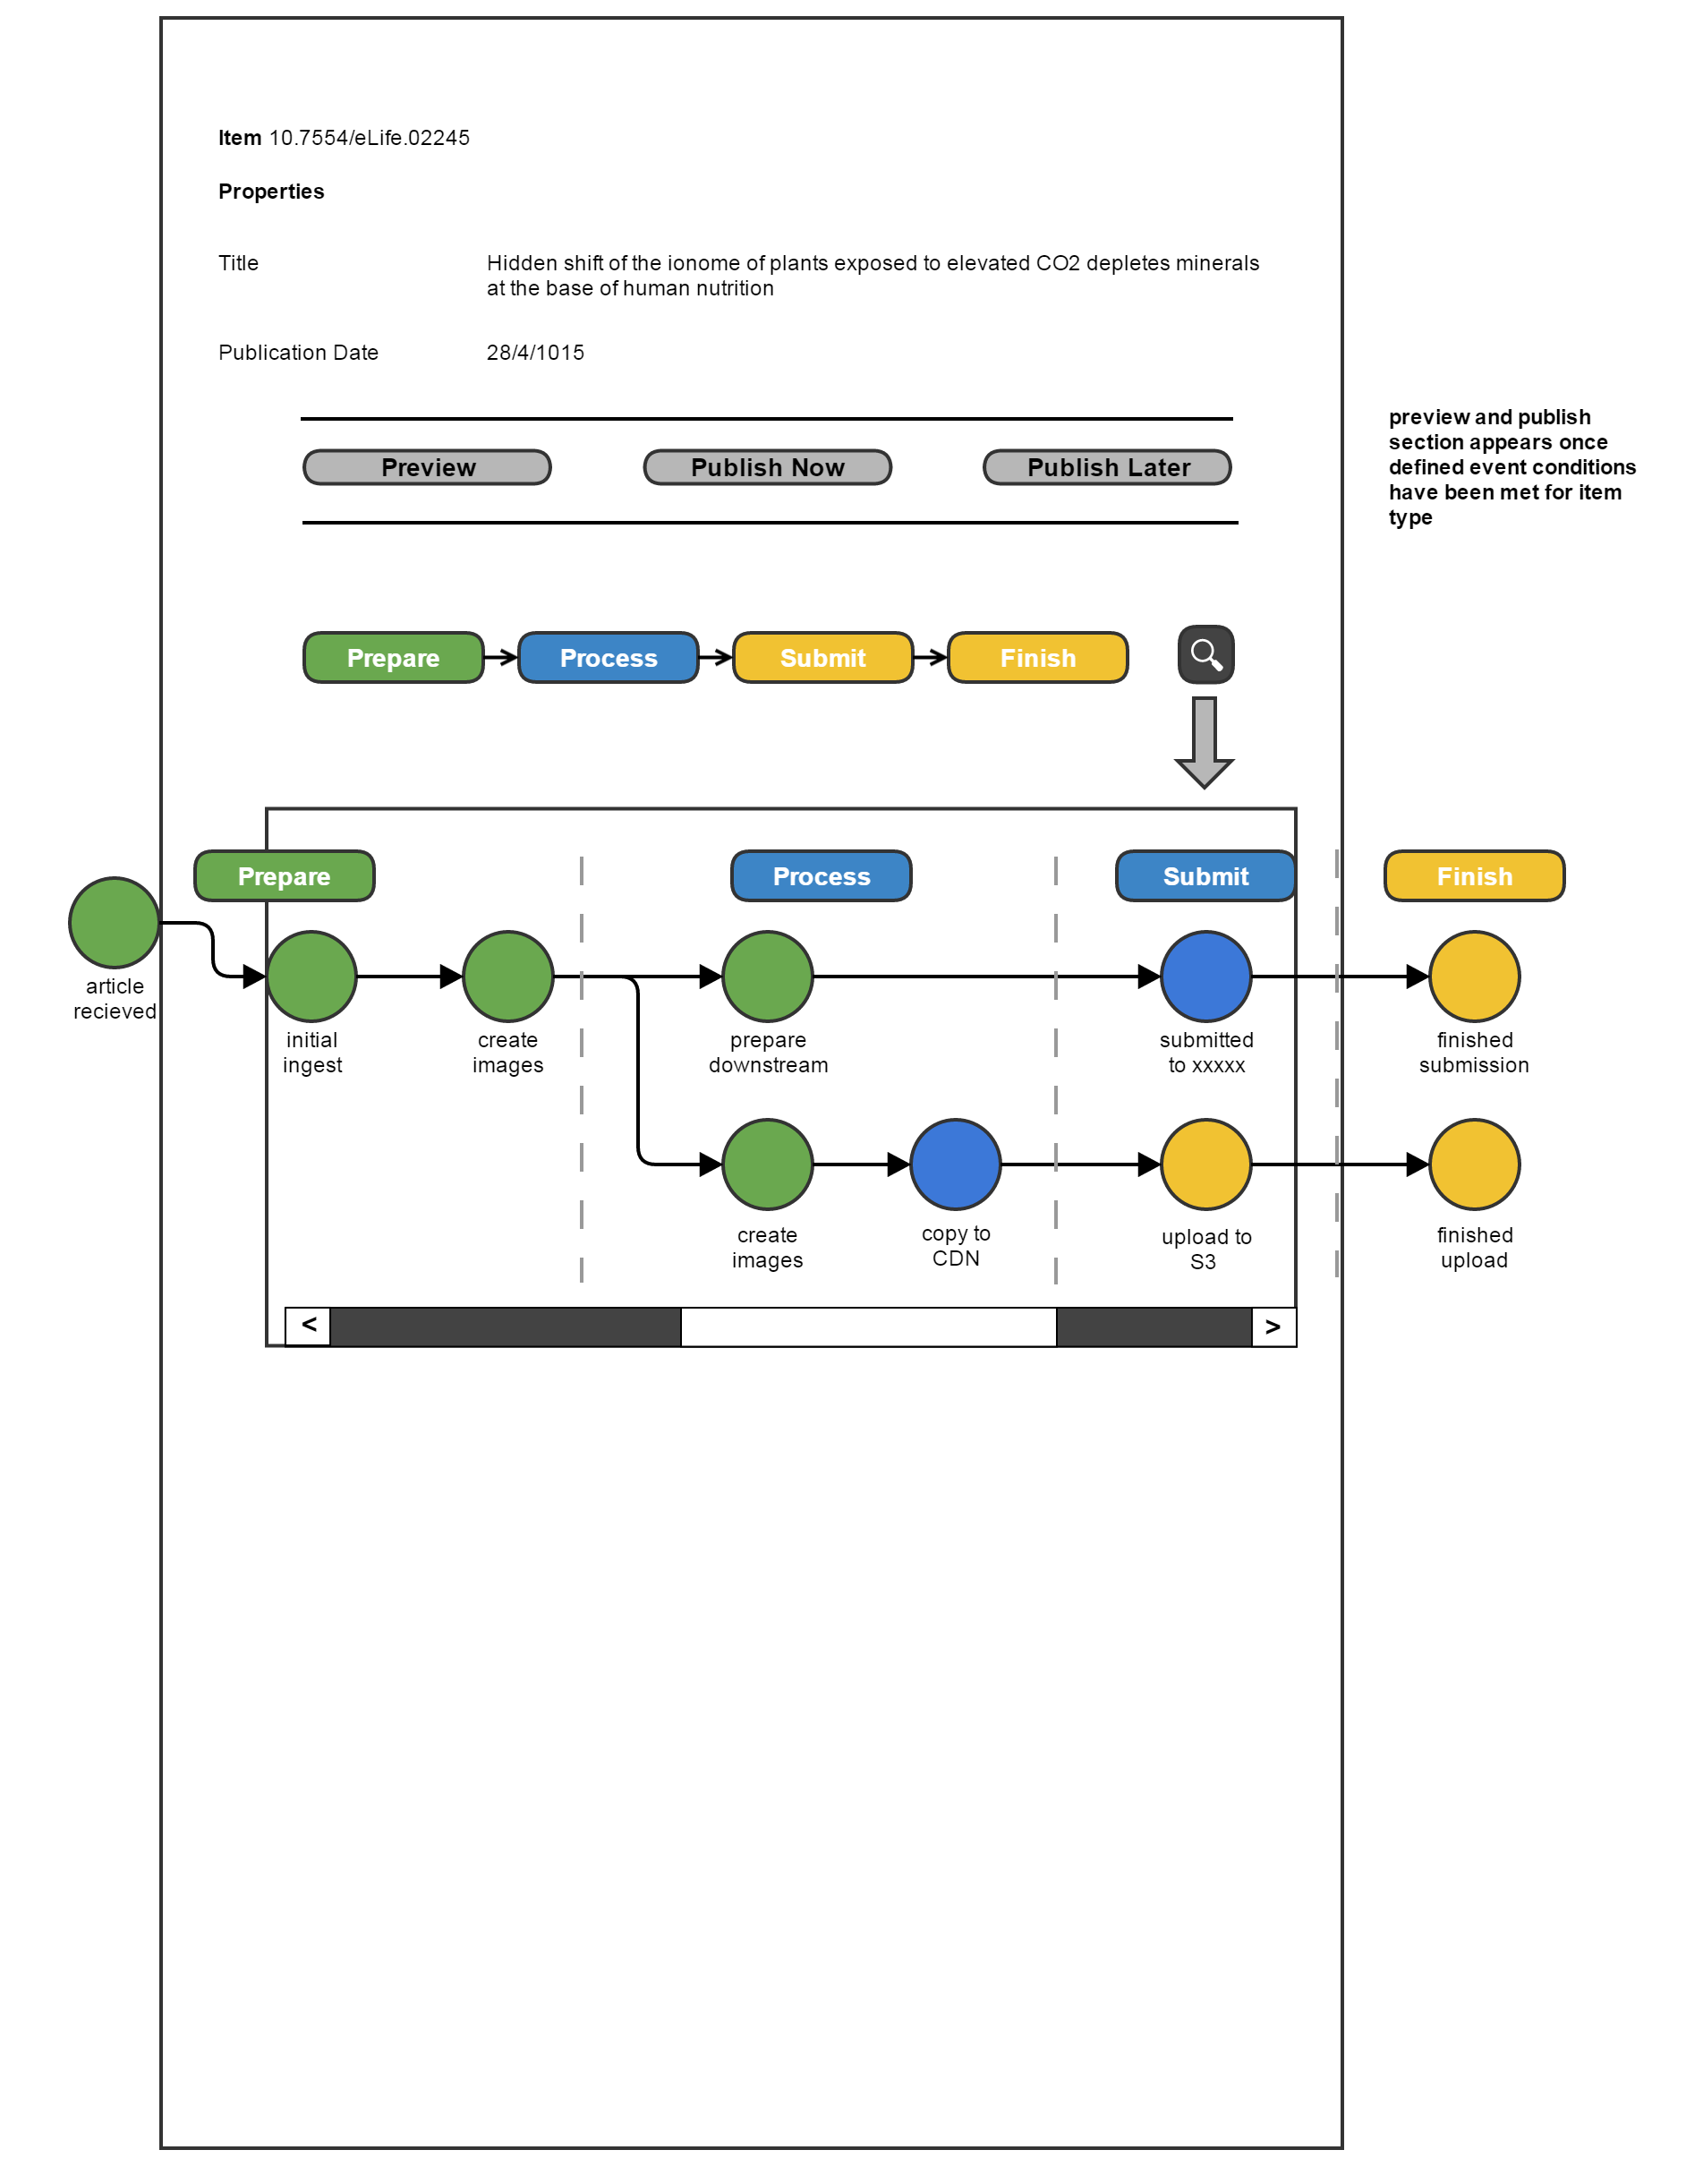 Item 10.7554/eLife.02245
Properties
Title
Hidden shift of the ionome of plants exposed to elevated CO2 depletes minerals
at the base of human nutrition
Publication Date
28/4/1015
preview and publish
section appears once
defined event conditions
have been met for item
type
Preview
Publish Now
Publish Later
Prepare
Process
Submit
Finish
Prepare
Process
Submit
Finish
article
recieved
initial
ingest
create
images
prepare
downstream
submitted
to xxxxx
finished
submission
create
images
copy to
CDN
upload to
S3
finished
upload
<
>